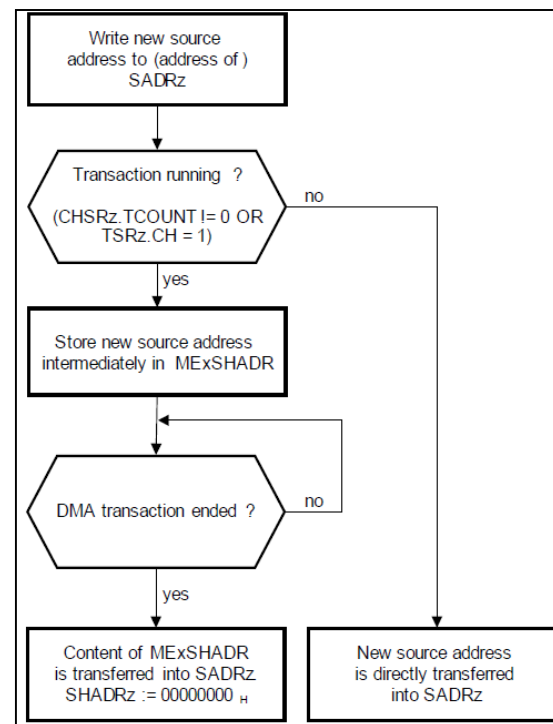 Write new source
address to (address of )
SADRz
Transaction running ?
(CHSRz.TCOUNT != 0 OR
TSRz.CH = 1)
no
yes
Store new source address
intermediately in MExSHADR
DMA transaction ended ?
no
yes
Content of MExSHADR
is transferred into SADRz
SHADRz := 00000000 H
New source address
is directly transferred
into SADRz